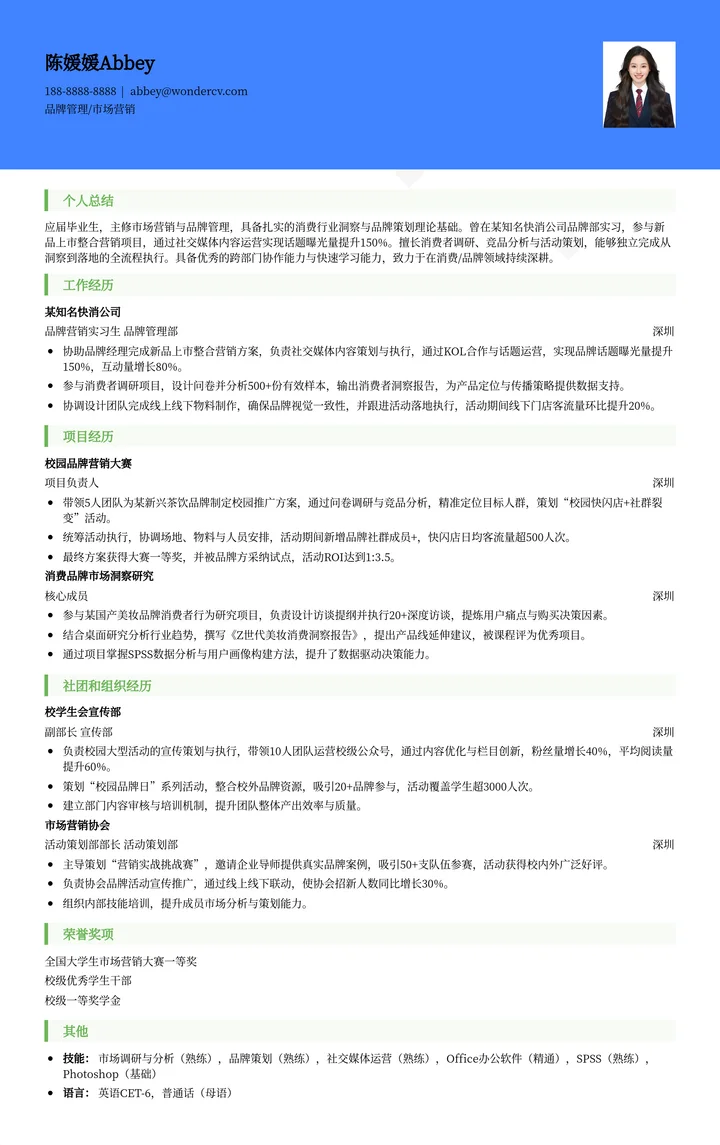 陈媛媛Abbey
188-8888-8888 | abbey@wondercv.com
品牌管理/市场营销
个人总结
应届毕业生，主修市场营销与品牌管理，具备扎实的消费行业洞察与品牌策划理论基础。曾在某知名快消公司品牌部实习，参与新
品上市整合营销项目，通过社交媒体内容运营实现话题曝光量提升150%。擅长消费者调研、竞品分析与活动策划，能够独立完成从
洞察到落地的全流程执行。具备优秀的跨部门协作能力与快速学习能力，致力于在消费/品牌领域持续深耕。
工作经历
某知名快消公司
品牌营销实习生 品牌管理部 深圳
• 协助品牌经理完成新品上市整合营销方案，负责社交媒体内容策划与执行，通过KOL合作与话题运营，实现品牌话题曝光量提升
150%，互动量增长80%。
• 参与消费者调研项目，设计问卷并分析500+份有效样本，输出消费者洞察报告，为产品定位与传播策略提供数据支持。
• 协调设计团队完成线上线下物料制作，确保品牌视觉一致性，并跟进活动落地执行，活动期间线下门店客流量环比提升20%。
项目经历
校园品牌营销大赛
项目负责人 深圳
• 带领5人团队为某新兴茶饮品牌制定校园推广方案，通过问卷调研与竞品分析，精准定位目标人群，策划“校园快闪店+社群裂
变”活动。
• 统筹活动执行，协调场地、物料与人员安排，活动期间新增品牌社群成员+，快闪店日均客流量超500人次。
• 最终方案获得大赛一等奖，并被品牌方采纳试点，活动ROI达到1:3.5。
消费品牌市场洞察研究
核心成员 深圳
• 参与某国产美妆品牌消费者行为研究项目，负责设计访谈提纲并执行20+深度访谈，提炼用户痛点与购买决策因素。
• 结合桌面研究分析行业趋势，撰写《Z世代美妆消费洞察报告》，提出产品线延伸建议，被课程评为优秀项目。
• 通过项目掌握SPSS数据分析与用户画像构建方法，提升了数据驱动决策能力。
社团和组织经历
校学生会宣传部
副部长 宣传部 深圳
• 负责校园大型活动的宣传策划与执行，带领10人团队运营校级公众号，通过内容优化与栏目创新，粉丝量增长40%，平均阅读量
提升60%。
• 策划“校园品牌日”系列活动，整合校外品牌资源，吸引20+品牌参与，活动覆盖学生超3000人次。
• 建立部门内容审核与培训机制，提升团队整体产出效率与质量。
市场营销协会
活动策划部部长 活动策划部 深圳
• 主导策划“营销实战挑战赛”，邀请企业导师提供真实品牌案例，吸引50+支队伍参赛，活动获得校内外广泛好评。
• 负责协会品牌活动宣传推广，通过线上线下联动，使协会招新人数同比增长30%。
• 组织内部技能培训，提升成员市场分析与策划能力。
荣誉奖项
全国大学生市场营销大赛一等奖
校级优秀学生干部
校级一等奖学金
其他
• 技能： 市场调研与分析（熟练），品牌策划（熟练），社交媒体运营（熟练），Office办公软件（精通），SPSS（熟练），
Photoshop（基础）
• 语言： 英语CET-6，普通话（母语）